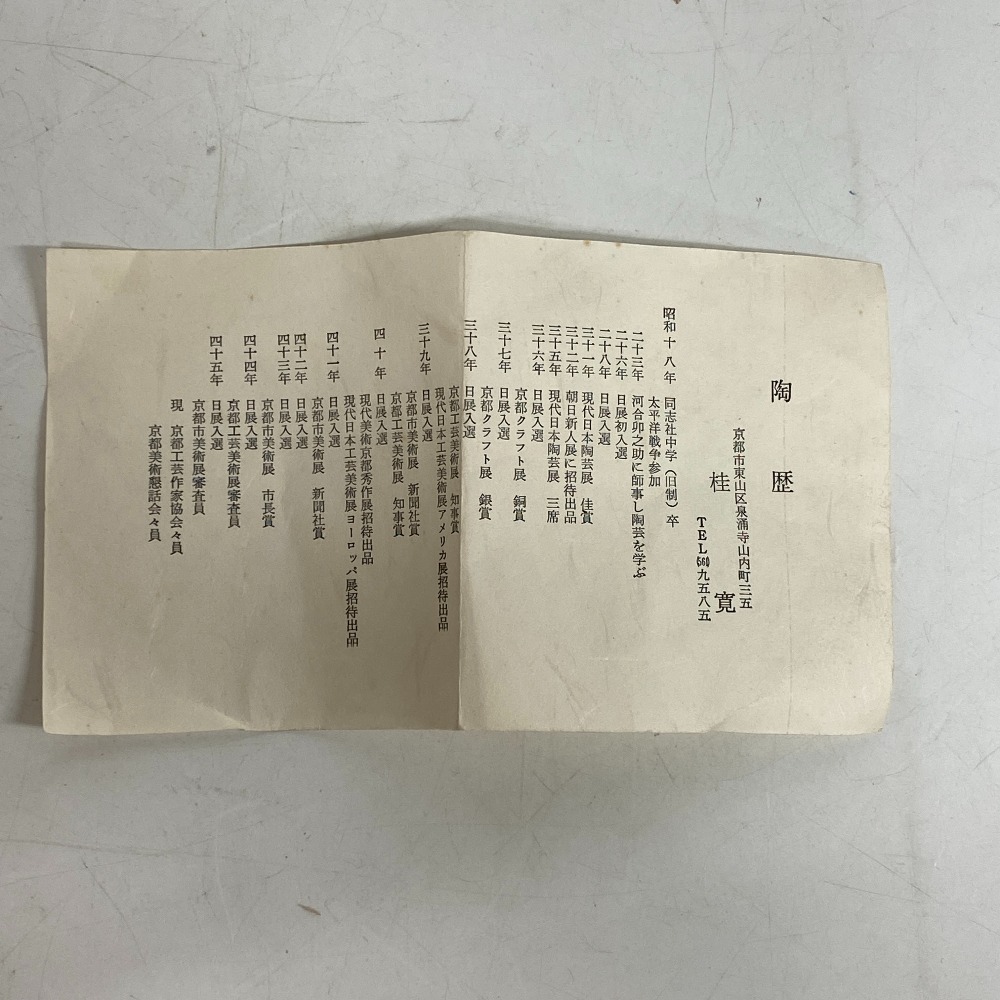 陶歴
京都市東山区泉涌寺山内町三五
桂 寛
TEL(56)九五八五
昭和十八年 同志社中学(旧制)卒
太平洋戦争参加
二十三年 河合卯之助に師事し陶芸を学ぶ
二十六年 日展初入選
二十八年 日展入選
三十一年 現代日本陶芸展 佳賞
三十二年 朝日新人展に招待出品
三十五年 現代日本陶芸展 三席
三十六年 日展入選
京都クラフト展 銅賞
三十七年 日展入選
京都クラフト展 銀賞
三十八年 日展入選
京都工芸美術展 知事賞
現代日本工芸美術展アメリカ展招待出品
三十九年 日展入選
京都市美術展 新聞社賞
京都工芸美術展 知事賞
四十年 日展入選
現代美術京都秀作展招待出品
現代日本工芸美術展ヨーロッパ展招待出品
四十一年 日展入選
京都市美術展 新聞社賞
四十二年 日展入選
四十三年 日展入選
京都市美術展 市長賞
四十四年 日展入選
京都工芸美術展審査員
四十五年 日展入選
京都市美術展審査員
現 京都工芸作家協会々員
京都美術懇話会々員